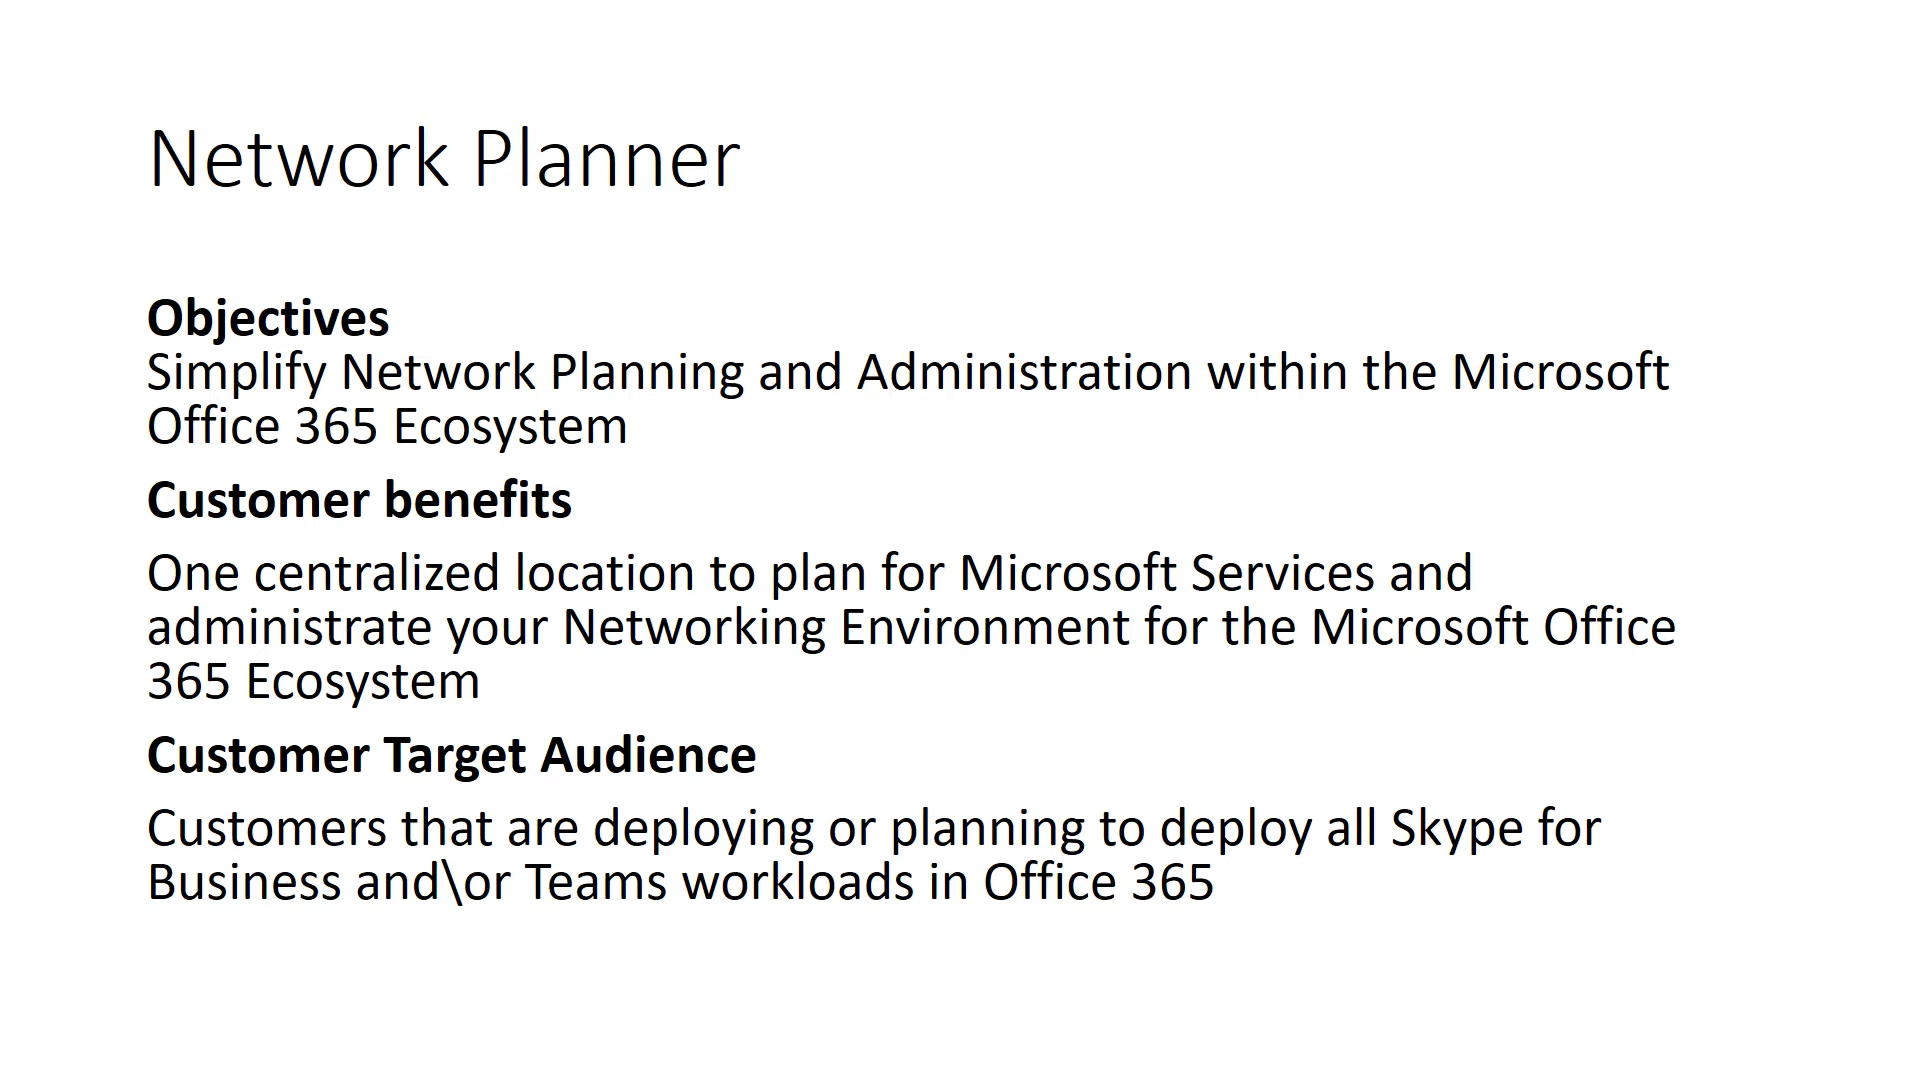 Network Planner
Objectives
Simplify Network Planning and Administration within the Microsoft
Office 365 Ecosystem
Customer benefits
One centralized location to plan for Microsoft Services and
administrate your Networking Environment for the Microsoft Office
365 Ecosystem
Customer Target Audience
Customers that are deploying or planning to deploy all Skype for
Business and\or Teams workloads in Office 365